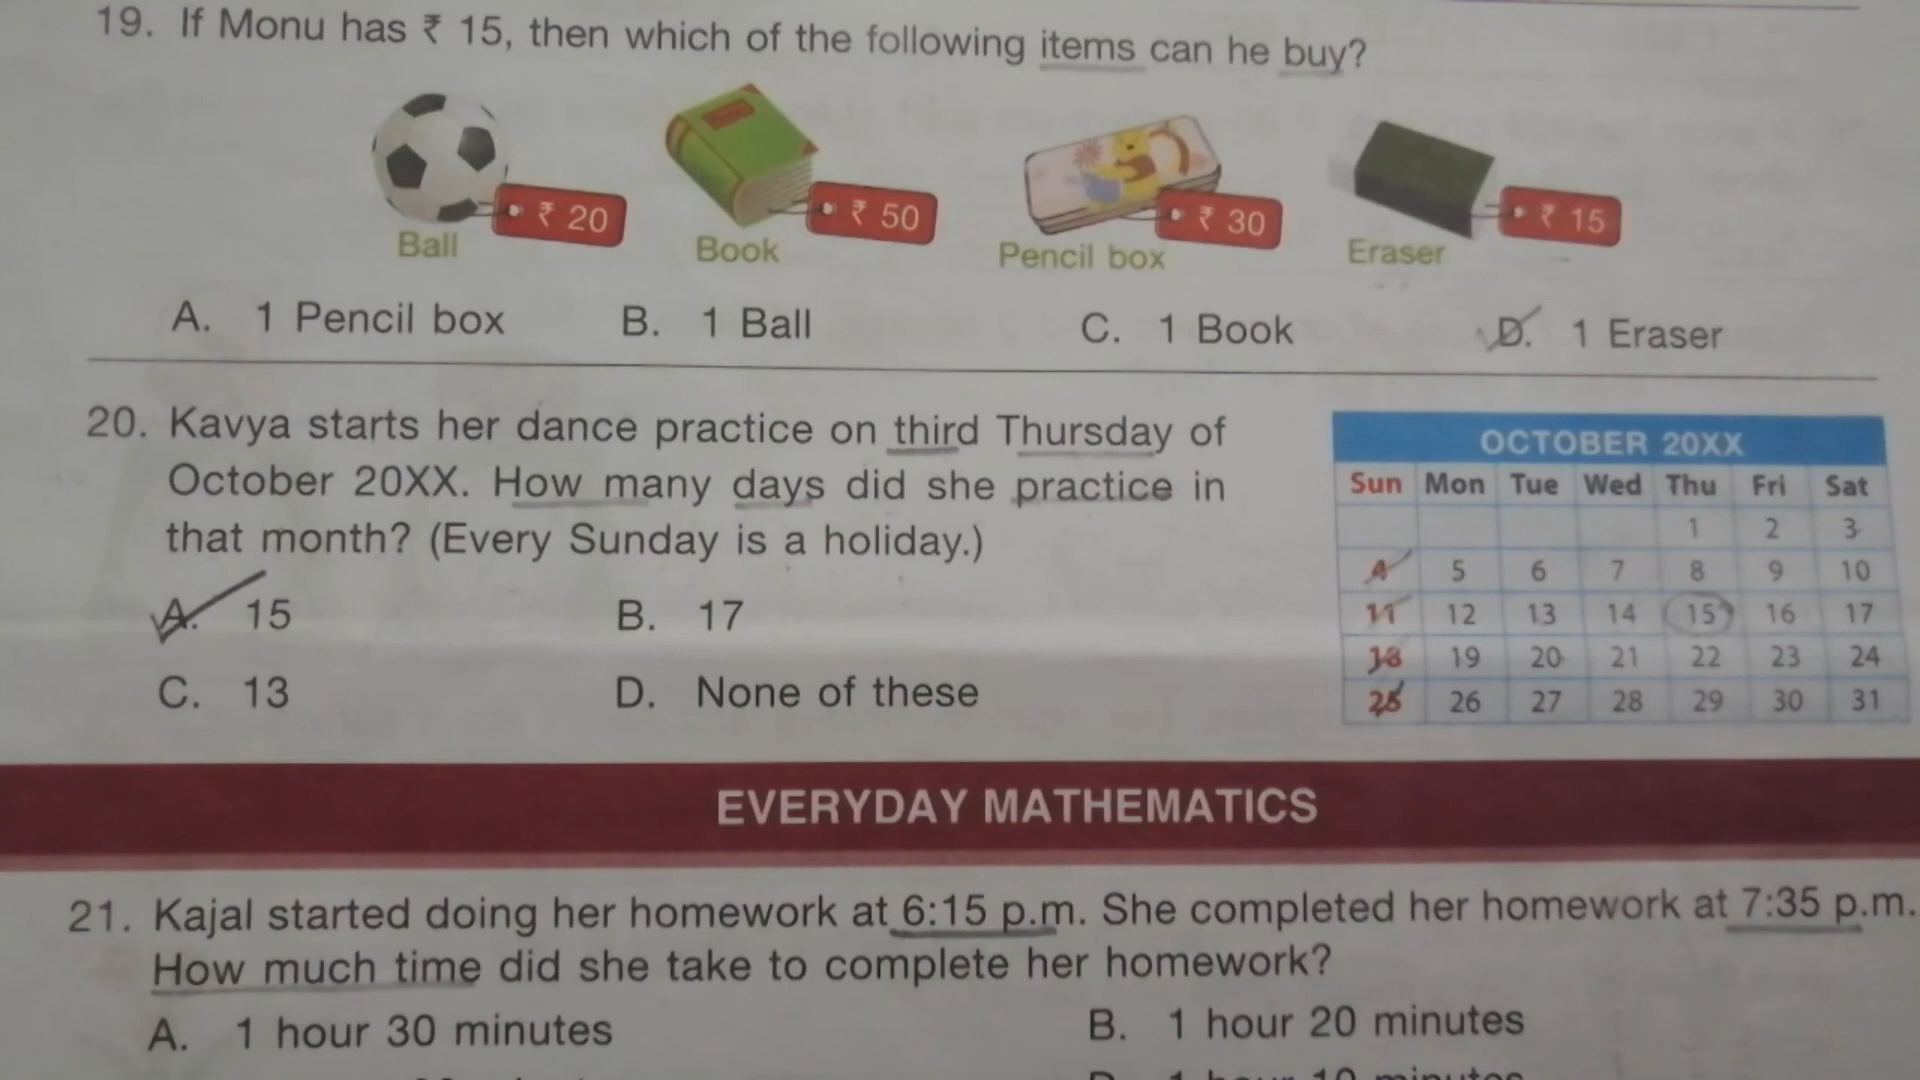 19. If Monu has ₹ 15, then which of the following items can he buy?
₹ 20
₹ 50
₹ 30
₹ 15
Ball
Book
Pencil box
Eraser
A. 1 Pencil box B. 1 Ball C. 1 Book D. 1 Eraser
20. Kavya starts her dance practice on third Thursday of
October 20XX. How many days did she practice in
that month? (Every Sunday is a holiday.)
A. 15 B. 17
C. 13 D. None of these
OCTOBER 20XX
Sun Mon Tue Wed Thu Fri Sat
1 2 3
4 5 6 7 8 9 10
11 12 13 14 15 16 17
18 19 20 21 22 23 24
25 26 27 28 29 30 31
EVERYDAY MATHEMATICS
21. Kajal started doing her homework at 6:15 p.m. She completed her homework at 7:35 p.m.
How much time did she take to complete her homework?
A. 1 hour 30 minutes B. 1 hour 20 minutes
D. 1 hour 10 minutes